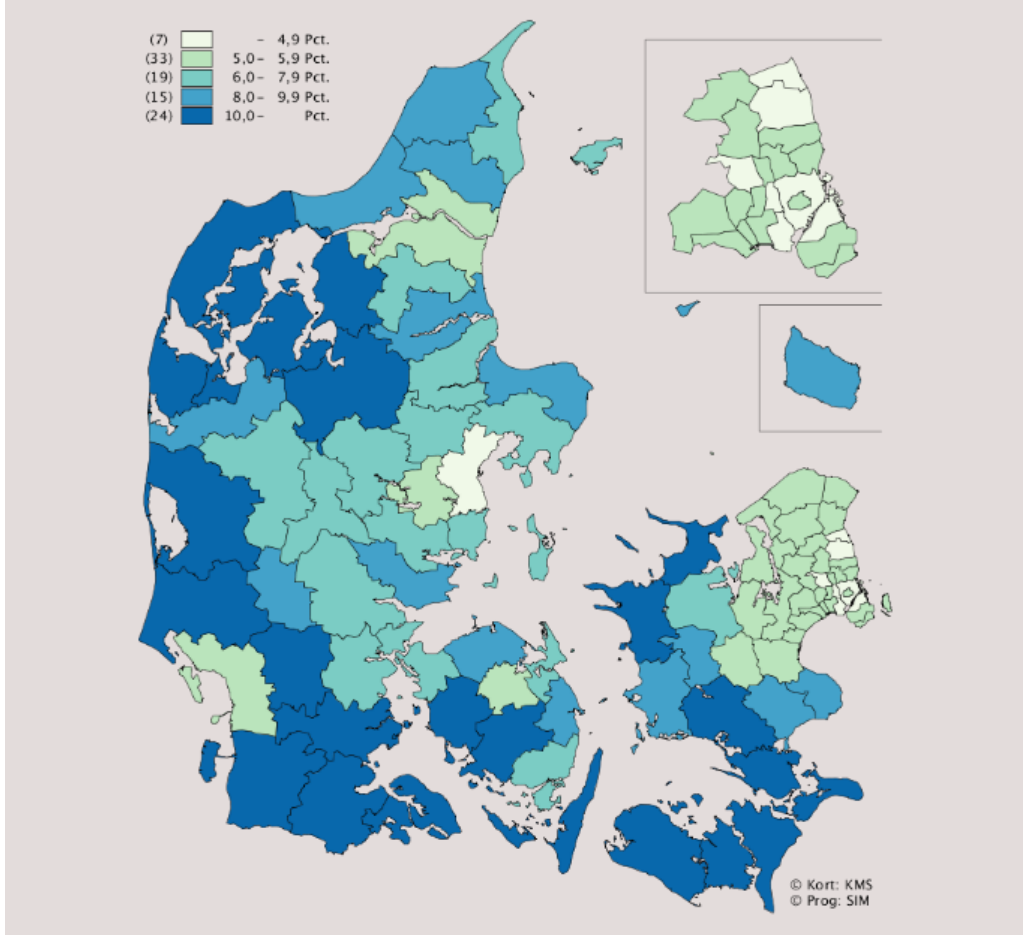 (7) - 4,9 Pct.
(33) 5,0- 5,9 Pct.
(19) 6,0- 7,9 Pct.
(15) 8,0- 9,9 Pct.
(24) 10,0- Pct.
© Kort: KMS
© Prog: SIM